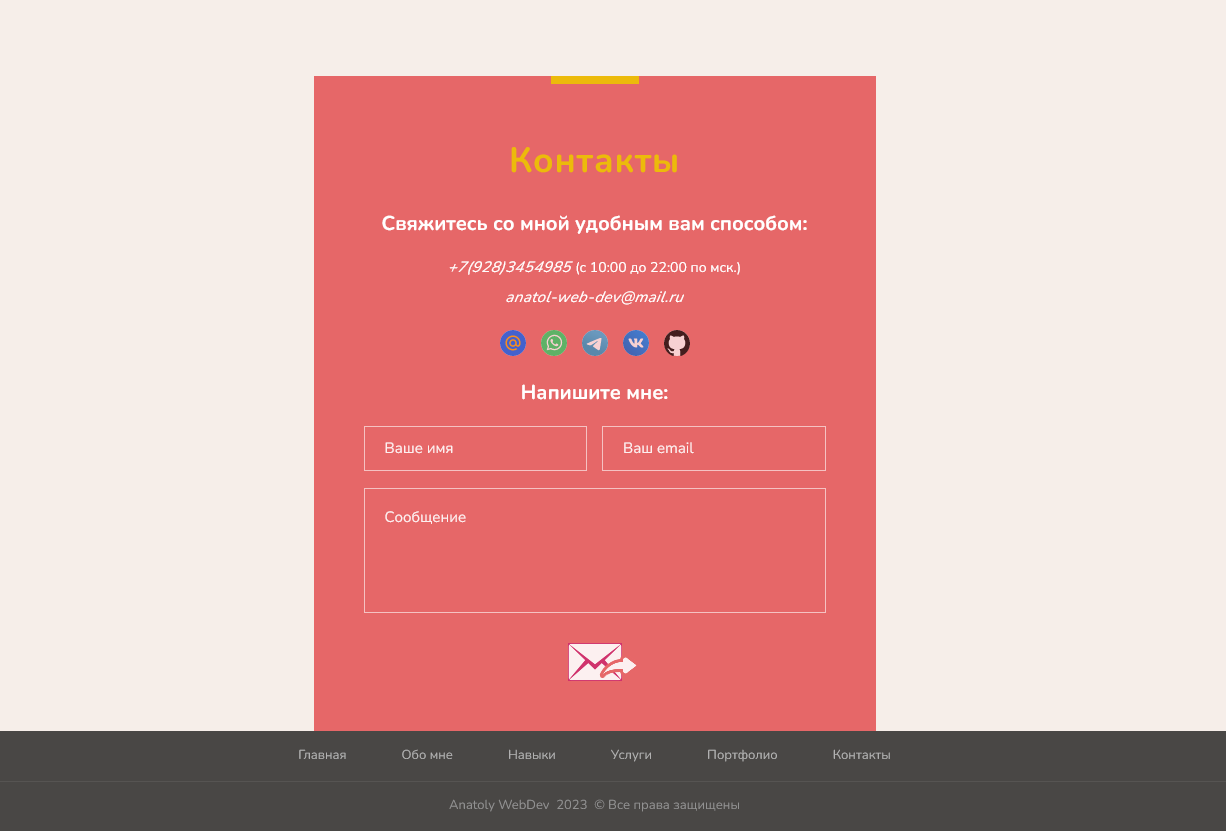 Контакты
Свяжитесь со мной удобным вам способом:
+7(928)3454985 (с 10:00 до 22:00 по мск.)
anatol-web-dev@mail.ru
Напишите мне:
Ваше имя Ваш email
Сообщение
Главная Обо мне Навыки Услуги Портфолио Контакты
Anatoly WebDev 2023 © Все права защищены